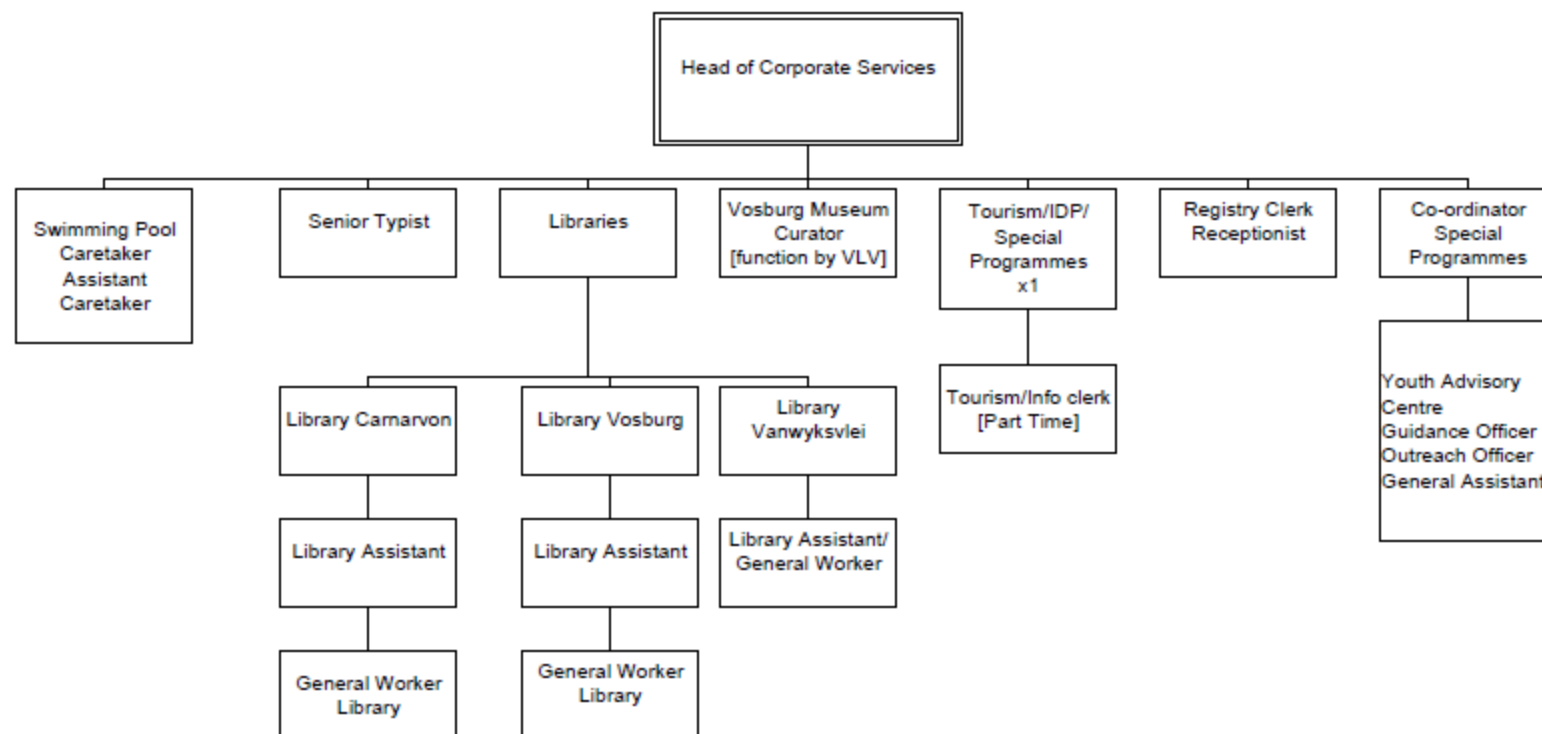 Head of Corporate Services
Swimming Pool
Caretaker
Assistant
Caretaker
Senior Typist
Libraries
Vosburg Museum
Curator
[function by VLV]
Tourism/IDP/
Special
Programmes
x1
Registry Clerk
Receptionist
Co-ordinator
Special
Programmes
Tourism/Info clerk
[Part Time]
Youth Advisory
Centre
Guidance Officer
Outreach Officer
General Assistant
Library Carnarvon
Library Vosburg
Library
Vanwyksvlei
Library Assistant
Library Assistant
Library Assistant/
General Worker
General Worker
Library
General Worker
Library